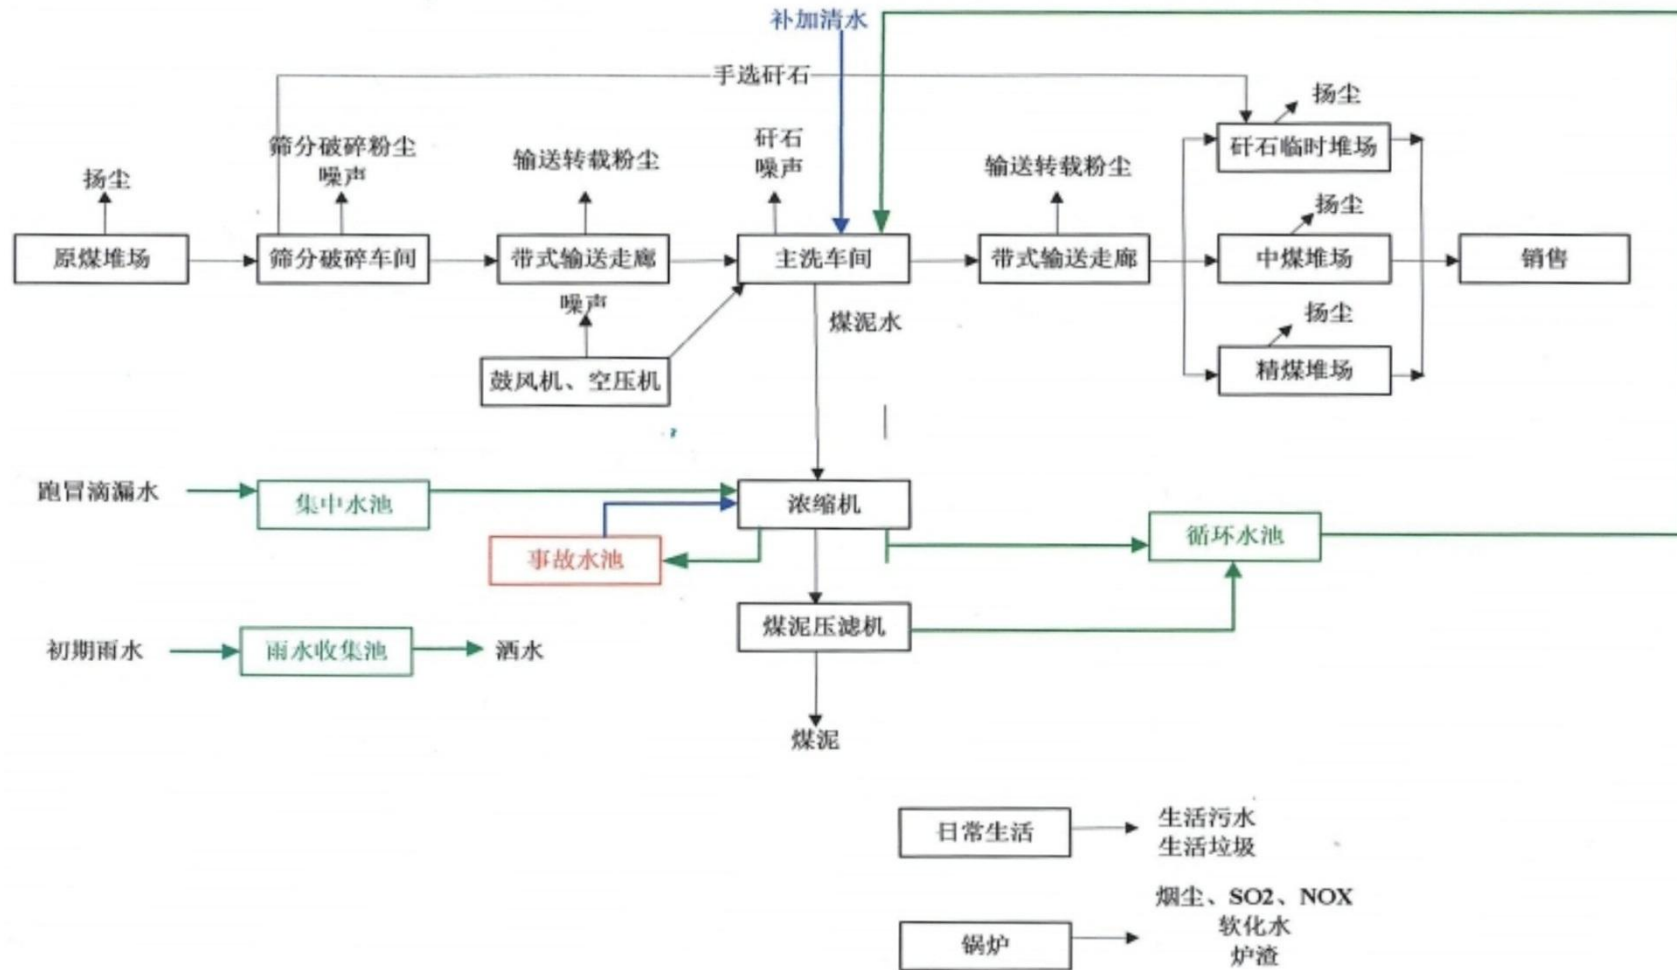 补加清水
手选矸石
扬尘
筛分破碎粉尘
噪声
输送转载粉尘
矸石
噪声
输送转载粉尘
扬尘
矸石临时堆场
扬尘
原煤堆场
筛分破碎车间
带式输送走廊
主洗车间
带式输送走廊
中煤堆场
销售
噪声
煤泥水
扬尘
鼓风机、空压机
精煤堆场
跑冒滴漏水
集中水池
浓缩机
循环水池
事故水池
初期雨水
雨水收集池
洒水
煤泥压滤机
煤泥
日常生活
生活污水
生活垃圾
锅炉
烟尘、SO2、NOX
软化水
炉渣